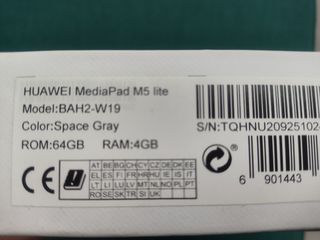 HUAWEI MediaPad M5 lite
Model:BAH2-W19
Color:Space Gray
S/N:TQHNU20925102
ROM:64GB RAM:4GB
CE
AT BE BG CH CY CZ DE DK EE
EL ES FI FR HR HU IE IS IT
LT LI LU LV MT NL NO PL PT
RO SE SK TR SI UK
6 901443